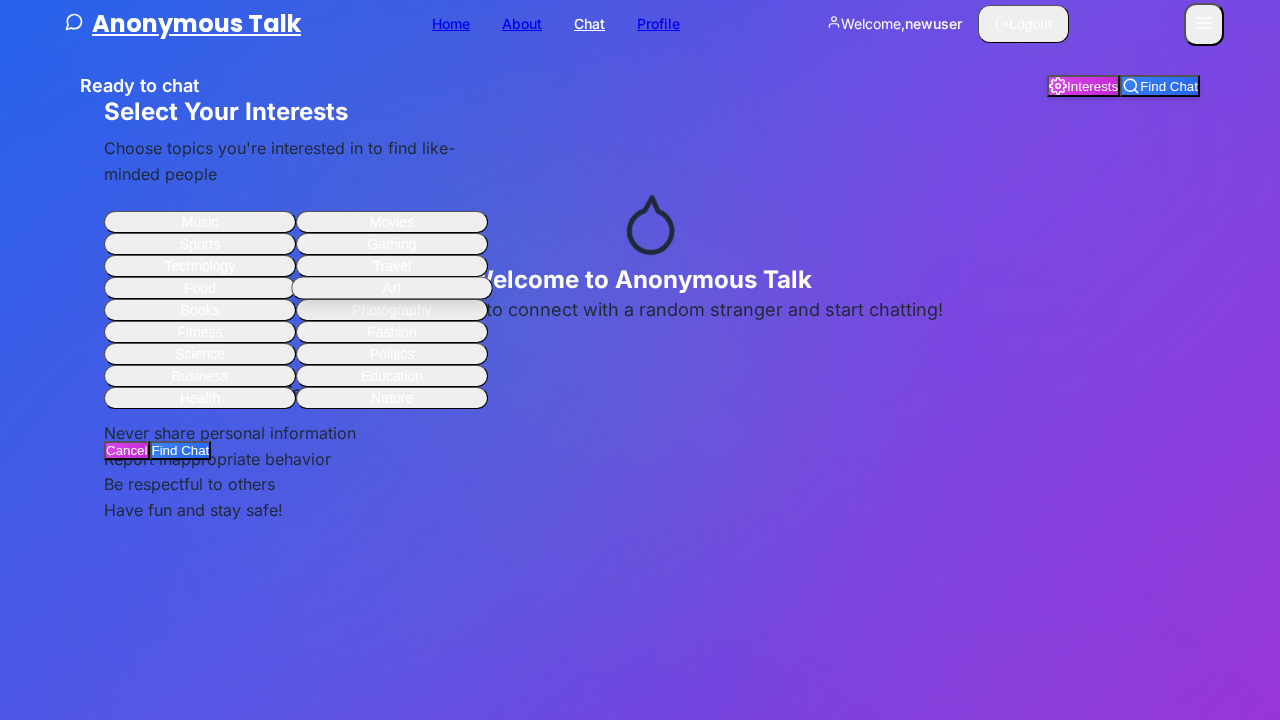 Anonymous Talk
Home
About
Chat
Profile
Welcome,newuser
Logout
Ready to chat
Interests
Find Chat
Select Your Interests
Choose topics you're interested in to find like-
minded people
Music
Movies
Sports
Gaming
Technology
Travel
Food
Art
Books
Photography
Fitness
Fashion
Science
Politics
Business
Education
Health
Nature
Welcome to Anonymous Talk
to connect with a random stranger and start chatting!
Never share personal information
Cancel
Find Chat
Report inappropriate behavior
Be respectful to others
Have fun and stay safe!